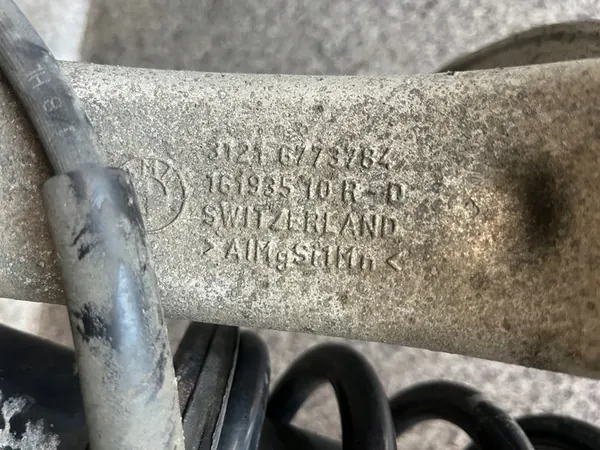 3121 6773784
161935 10 R-D
SWITZERLAND
>AlMgSi1Mn<